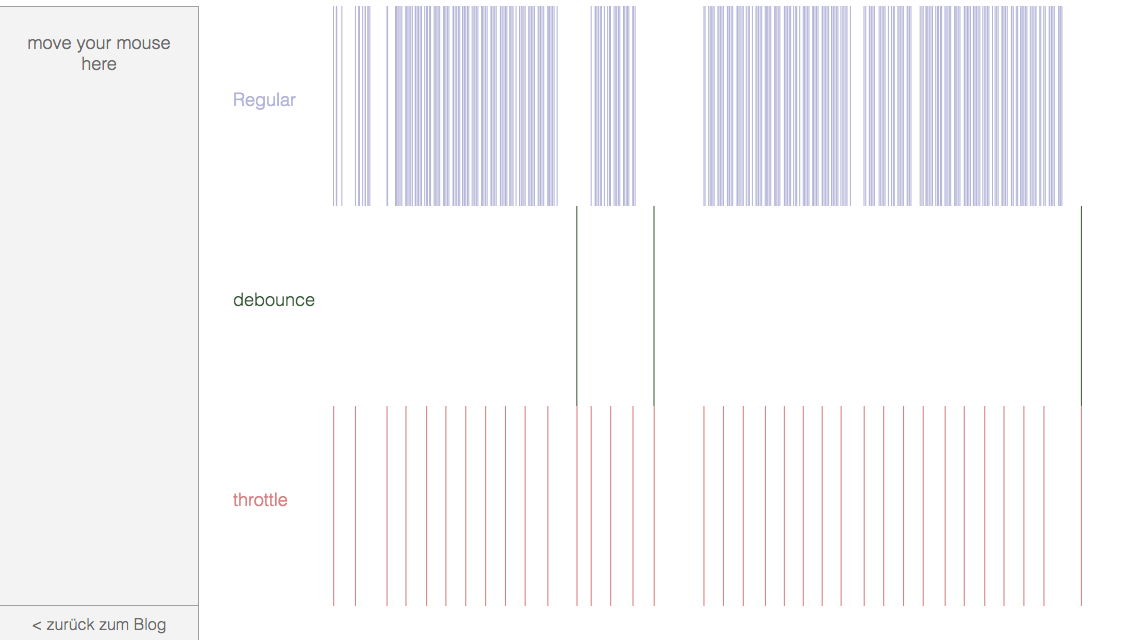 move your mouse
here
Regular
debounce
throttle
< zurück zum Blog